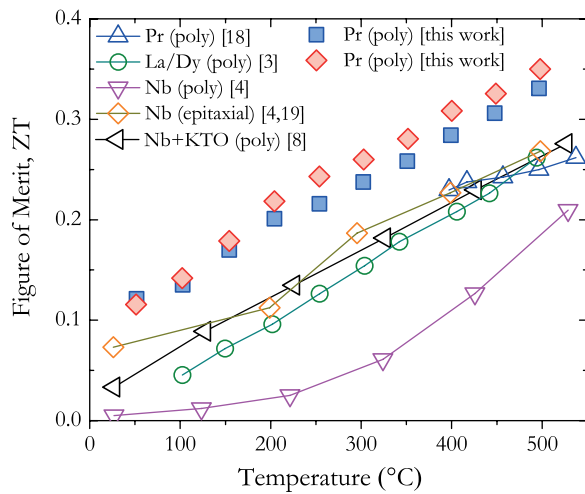 Figure of Merit, ZT
0.4
0.3
0.2
0.1
0.0
Pr (poly) [18]
La/Dy (poly) [3]
Nb (poly) [4]
Nb (epitaxial) [4,19]
Nb+KTO (poly) [8]
Pr (poly) [this work]
Pr (poly) [this work]
0 100 200 300 400 500
Temperature (°C)